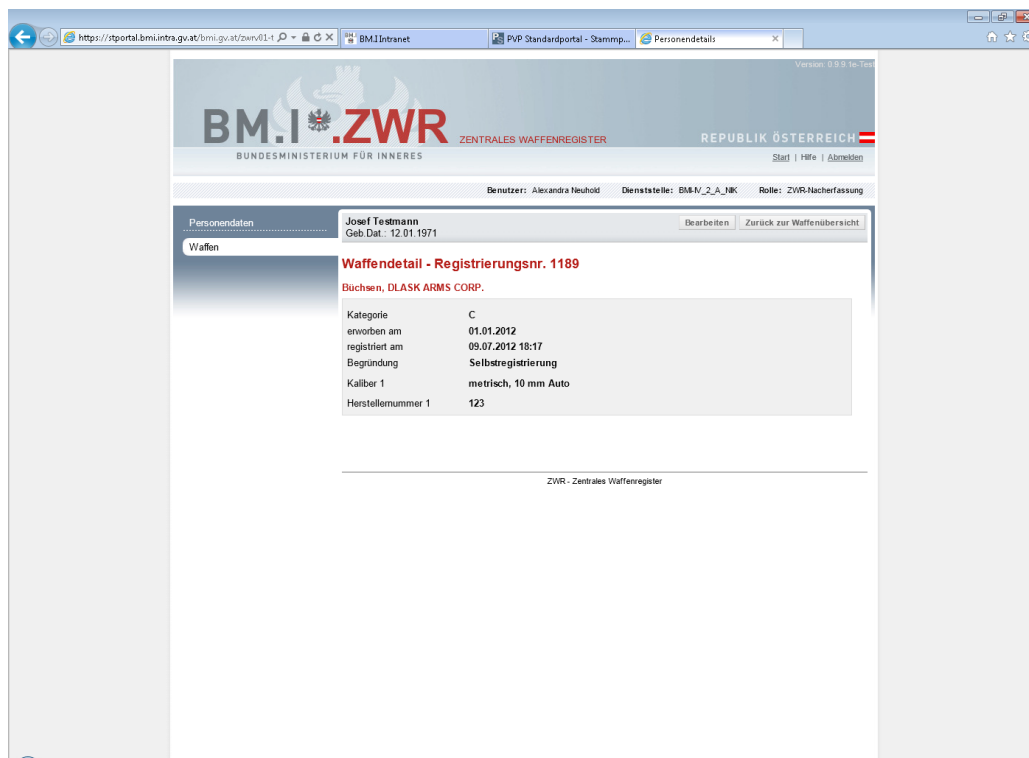 https://stportal.bmi.intra.gv.at/bmi.gv.at/zwrv01-t
BM.I Intranet
PVP Standardportal - Stammp...
Personendetails
Version: 0.9.9.1e-Test
BM.I .ZWR ZENTRALES WAFFENREGISTER
REPUBLIK ÖSTERREICH
BUNDESMINISTERIUM FÜR INNERES
Start | Hilfe | Abmelden
Benutzer: Alexandra Neuhold Dienststelle: BMI-IV_2_A_NIK Rolle: ZWR-Nacherfassung
Personendaten
Waffen
Josef Testmann
Geb.Dat.: 12.01.1971
Bearbeiten Zurück zur Waffenübersicht
Waffendetail - Registrierungsnr. 1189
Büchsen, DLASK ARMS CORP.
Kategorie C
erworben am 01.01.2012
registriert am 09.07.2012 18:17
Begründung Selbstregistrierung
Kaliber 1 metrisch, 10 mm Auto
Herstellernummer 1 123
ZWR - Zentrales Waffenregister